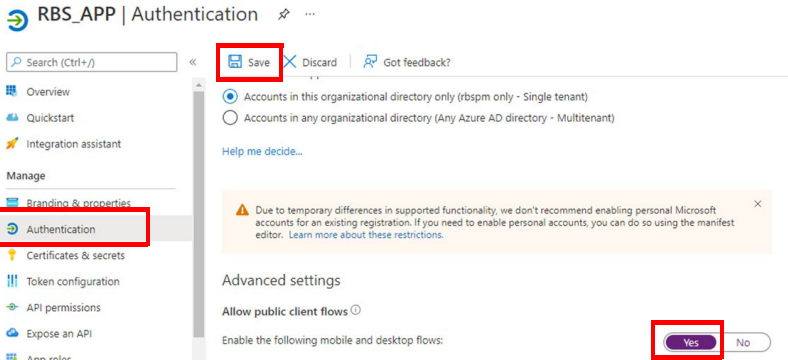 RBS_APP | Authentication
Search (Ctrl+/)
Save
Discard
Got feedback?
Overview
Quickstart
Integration assistant
Manage
Branding & properties
Authentication
Certificates & secrets
Token configuration
API permissions
Expose an API
App roles
Accounts in this organizational directory only (rbspm only - Single tenant)
Accounts in any organizational directory (Any Azure AD directory - Multitenant)
Help me decide...
Due to temporary differences in supported functionality, we don't recommend enabling personal Microsoft
accounts for an existing registration. If you need to enable personal accounts, you can do so using the manifest
editor. Learn more about these restrictions.
Advanced settings
Allow public client flows
Enable the following mobile and desktop flows:
Yes
No